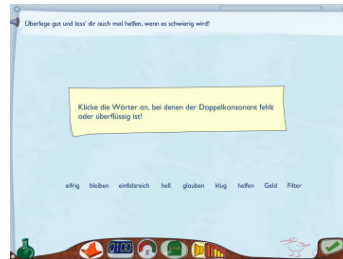 Überlege gut und lass' dir auch mal helfen, wenn es schwierig wird!
Klicke die Wörter an, bei denen der Doppelkonsonant fehlt
oder überflüssig ist!
eifrig bleiben einfalsreich hell glauben klug helfen Geld Filter
0100